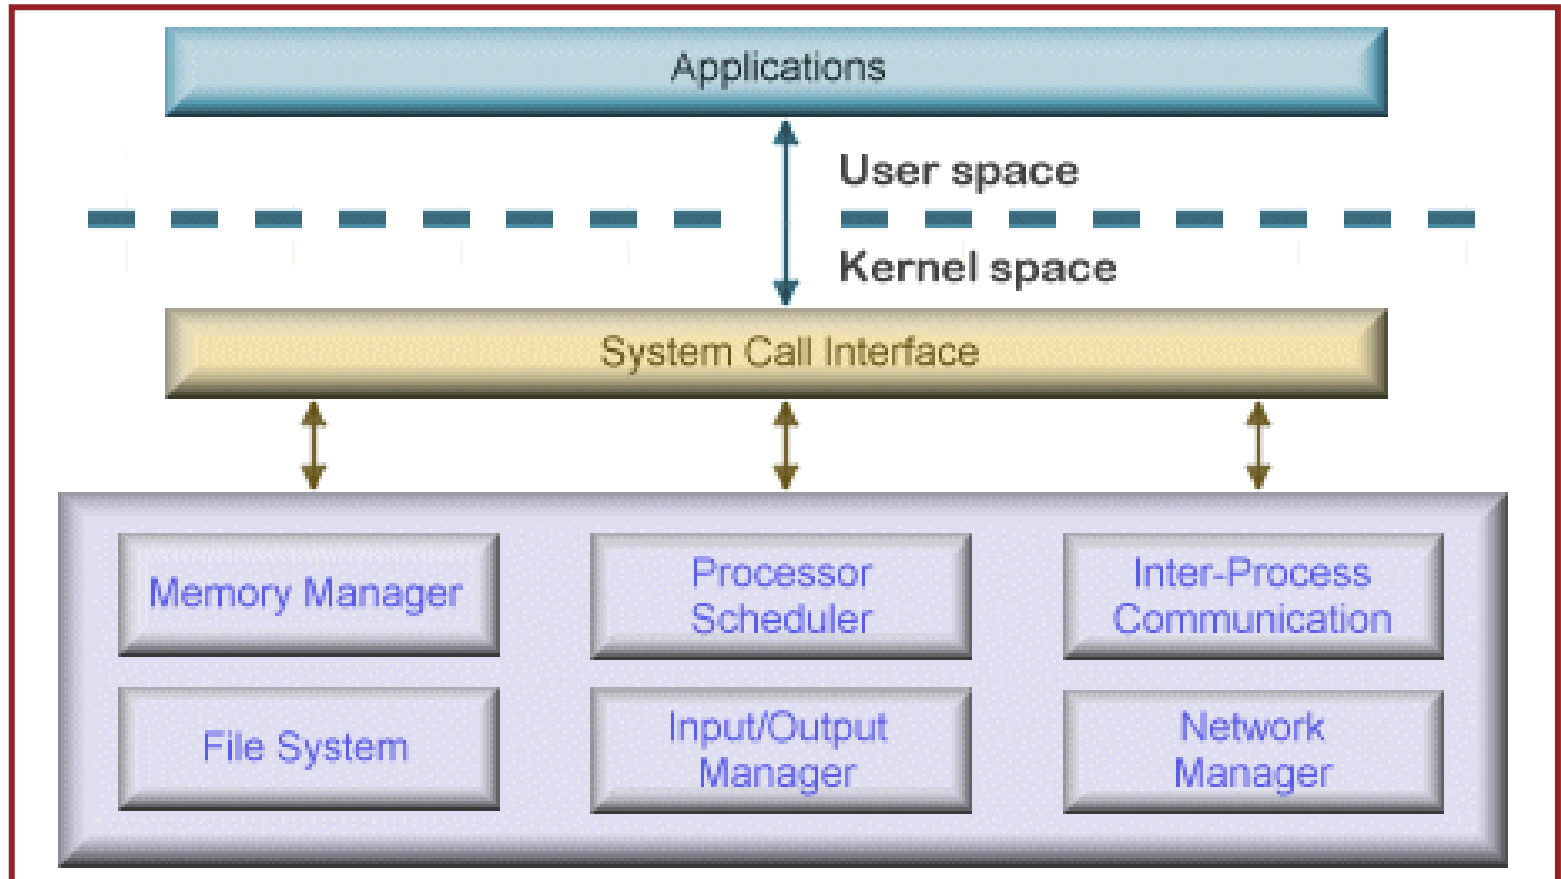 Applications
User space
Kernel space
System Call Interface
Memory Manager
Processor
Scheduler
Inter-Process
Communication
File System
Input/Output
Manager
Network
Manager